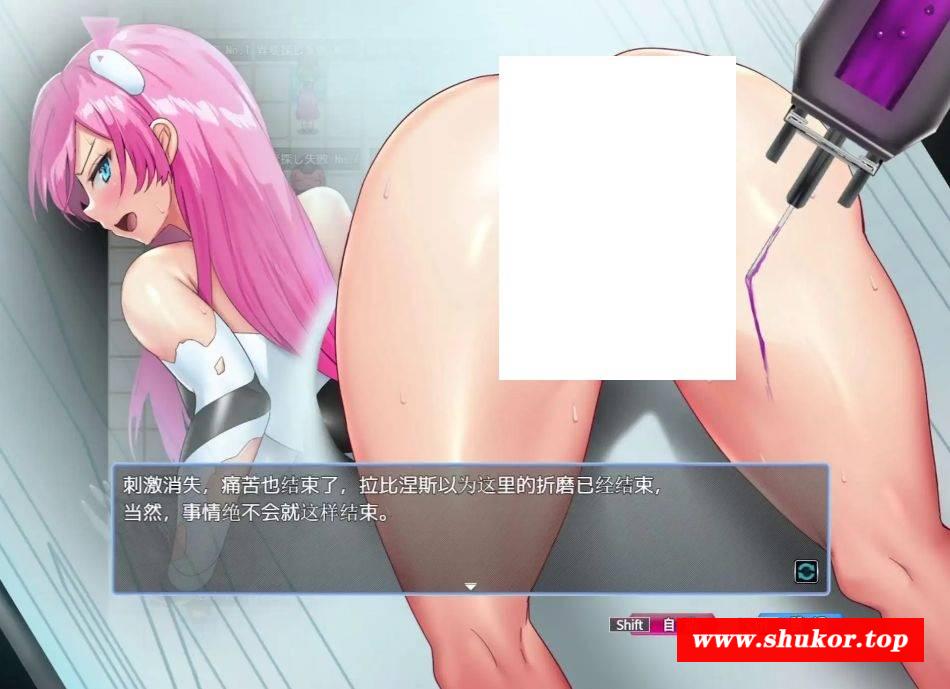 刺激消失，痛苦也结束了，拉比涅斯以为这里的折磨已经结束，
当然，事情绝不会就这样结束。
Shift 自
www.shukor.top